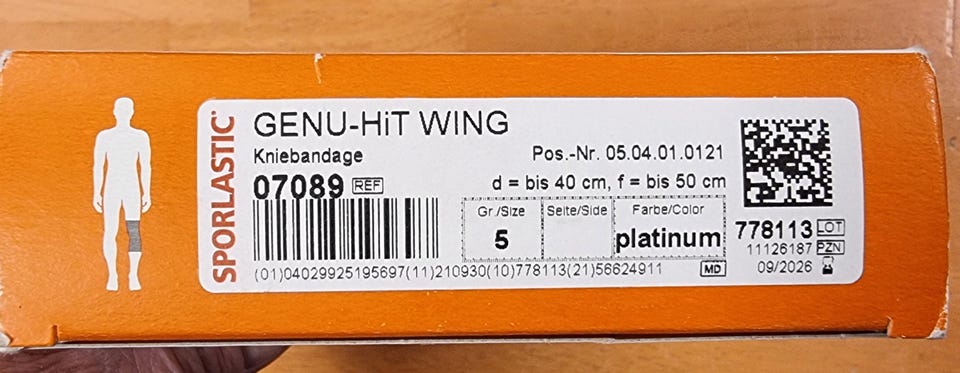 SPORLASTIC
GENU-HiT WING
Kniebandage
Pos.-Nr. 05.04.01.0121
07089 REF
d = bis 40 cm, f = bis 50 cm
Gr./Size Seite/Side Farbe/Color
5 platinum
778113 LOT
11126187 PZN
(01)04029925195697(11)210930(10)778113(21)56624911
MD
09/2026